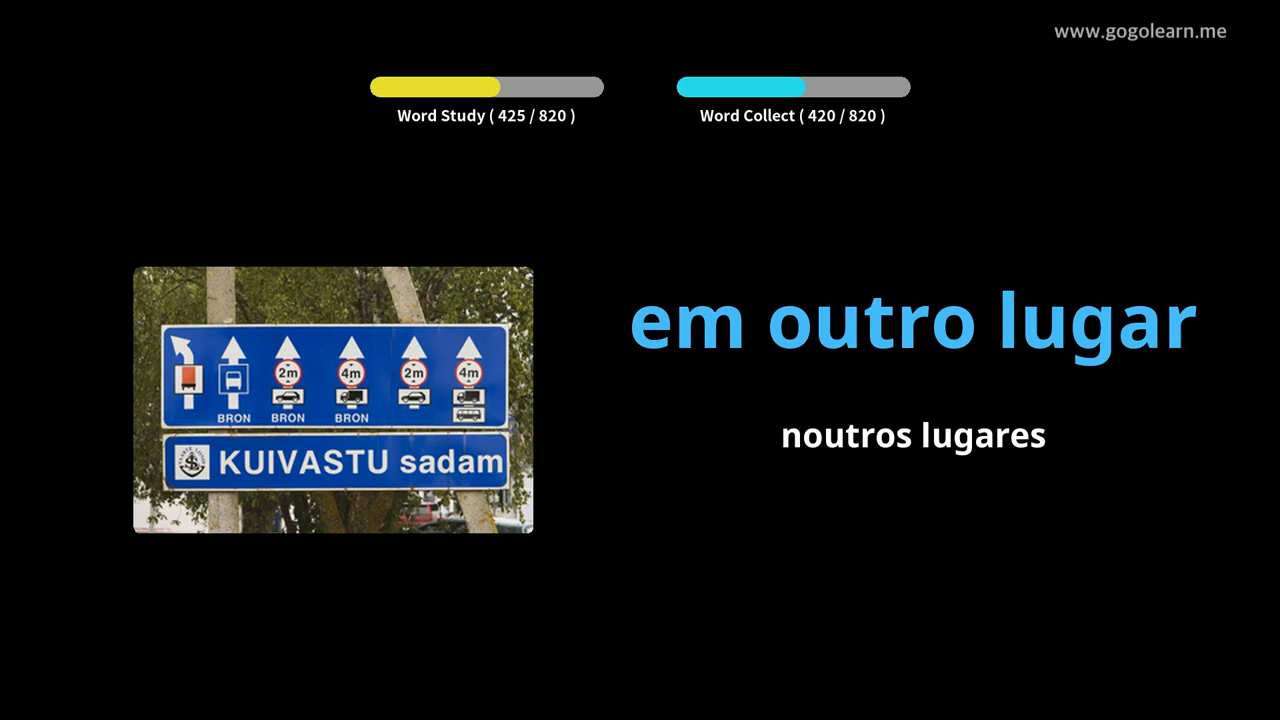 www.gogolearn.me
Word Study ( 425 / 820 )
Word Collect ( 420 / 820 )
2m 4m 2m 4m
BRON BRON BRON
KUIVASTU sadam
em outro lugar
noutros lugares